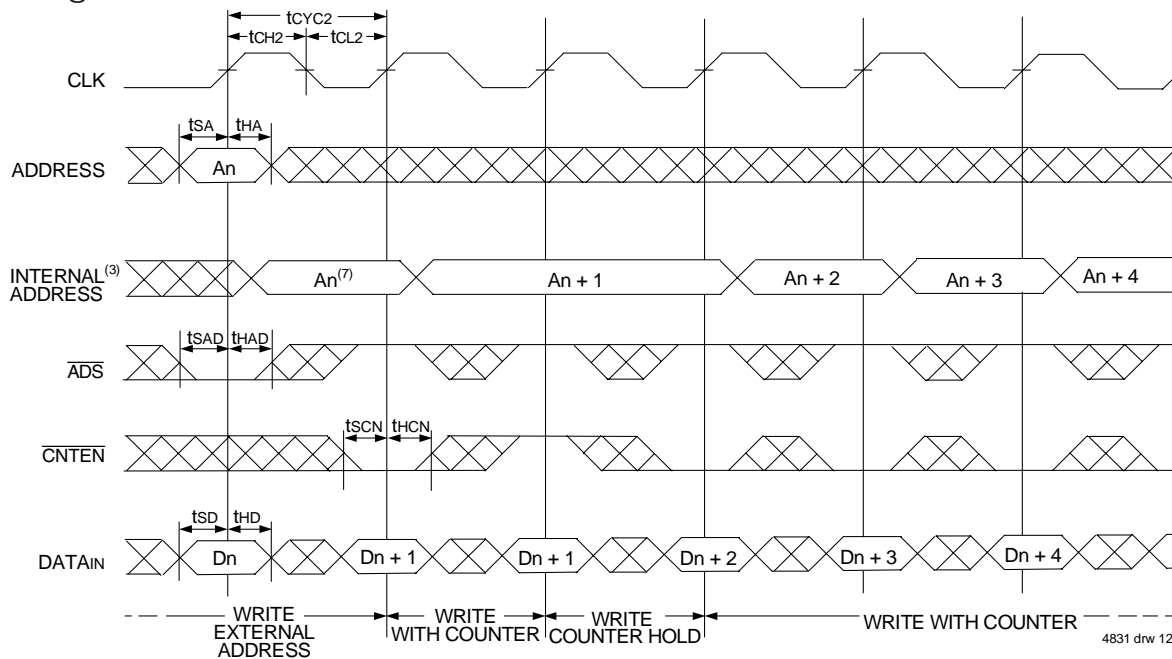 tCYC2
tCH2 tCL2
CLK
tSA tHA
ADDRESS An
INTERNAL(3)
ADDRESS
An(7) An + 1 An + 2 An + 3 An + 4
tSAD tHAD
ADS
tSCN tHCN
CNTEN
tSD tHD
DATAIN Dn Dn + 1 Dn + 1 Dn + 2 Dn + 3 Dn + 4
WRITE
EXTERNAL
ADDRESS
WRITE
WITH COUNTER
WRITE
COUNTER HOLD
WRITE WITH COUNTER
4831 drw 12